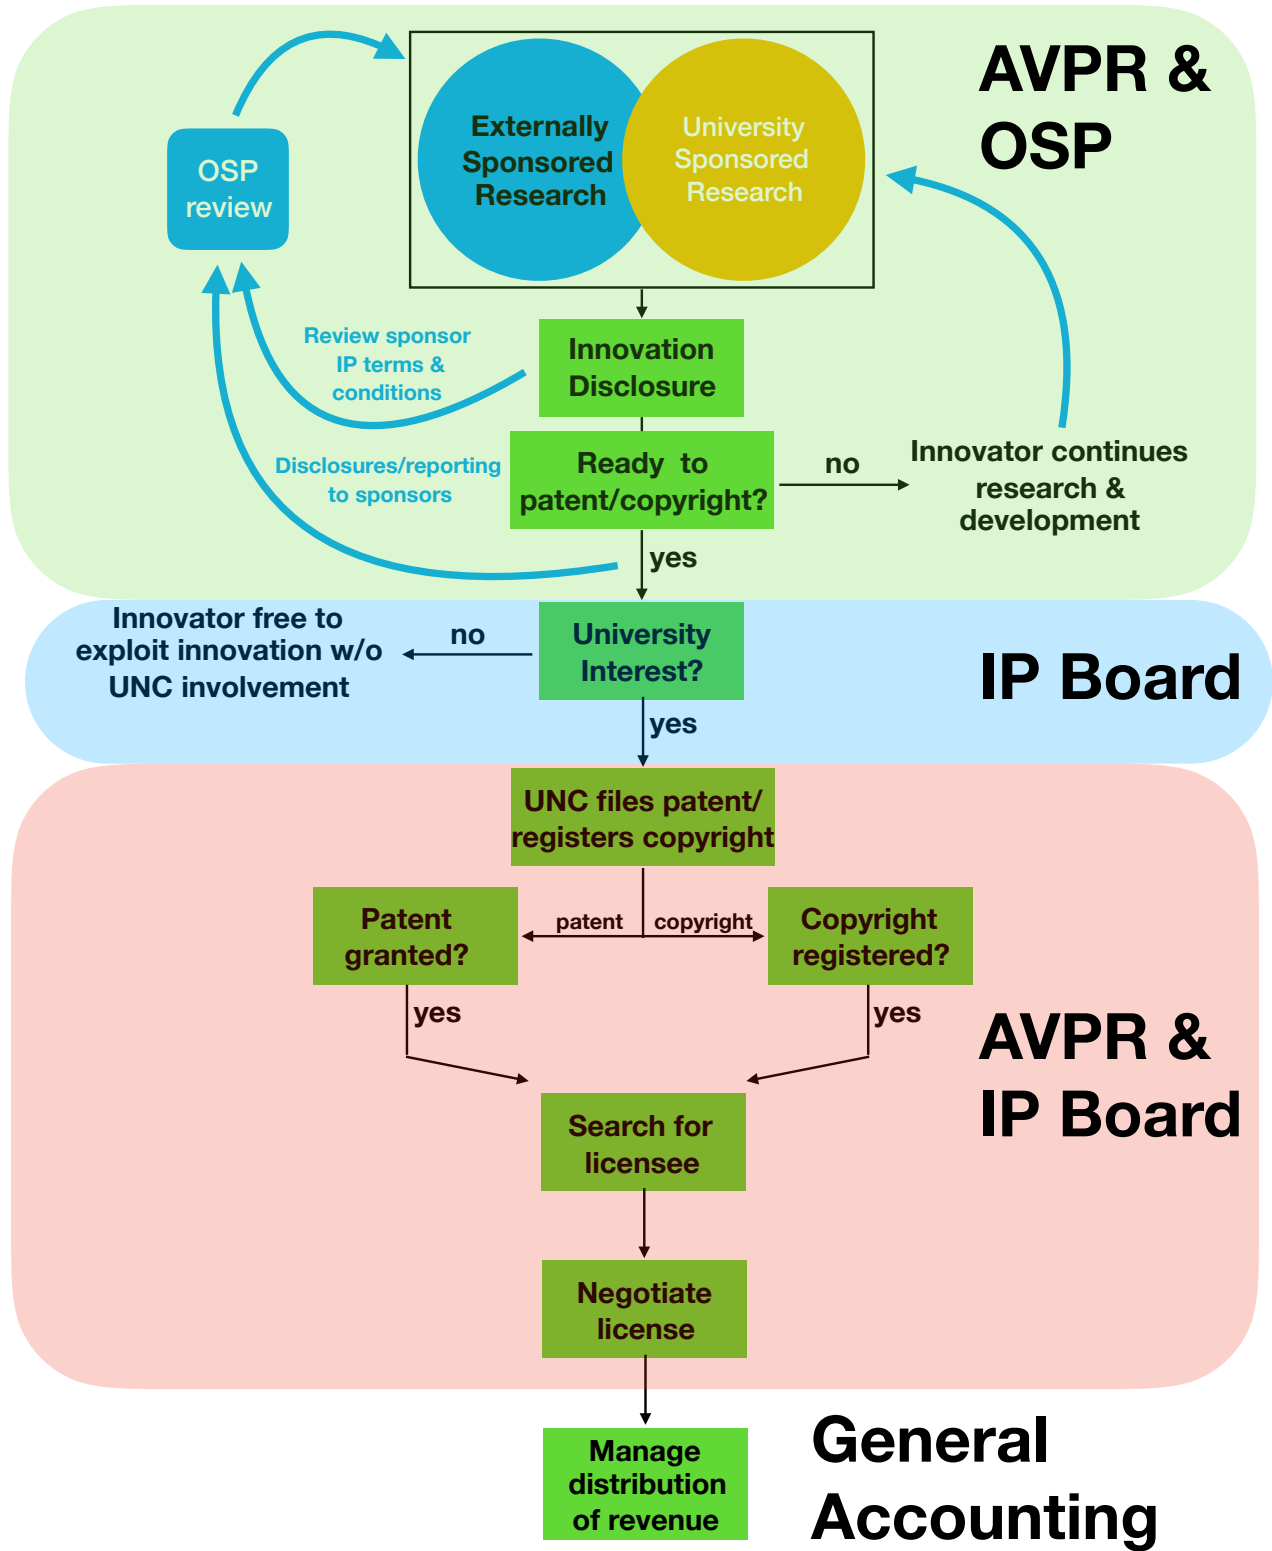 AVPR &
OSP
Externally
Sponsored
Research
University
Sponsored
Research
OSP
review
Review sponsor
IP terms &
conditions
Innovation
Disclosure
Disclosures/reporting
to sponsors
Ready to
patent/copyright?
no
Innovator continues
research &
development
yes
Innovator free to
exploit innovation w/o
UNC involvement
no
University
Interest?
IP Board
yes
UNC files patent/
registers copyright
Patent
granted?
patent
copyright
Copyright
registered?
yes
yes
AVPR &
IP Board
Search for
licensee
Negotiate
license
General
Accounting
Manage
distribution
of revenue